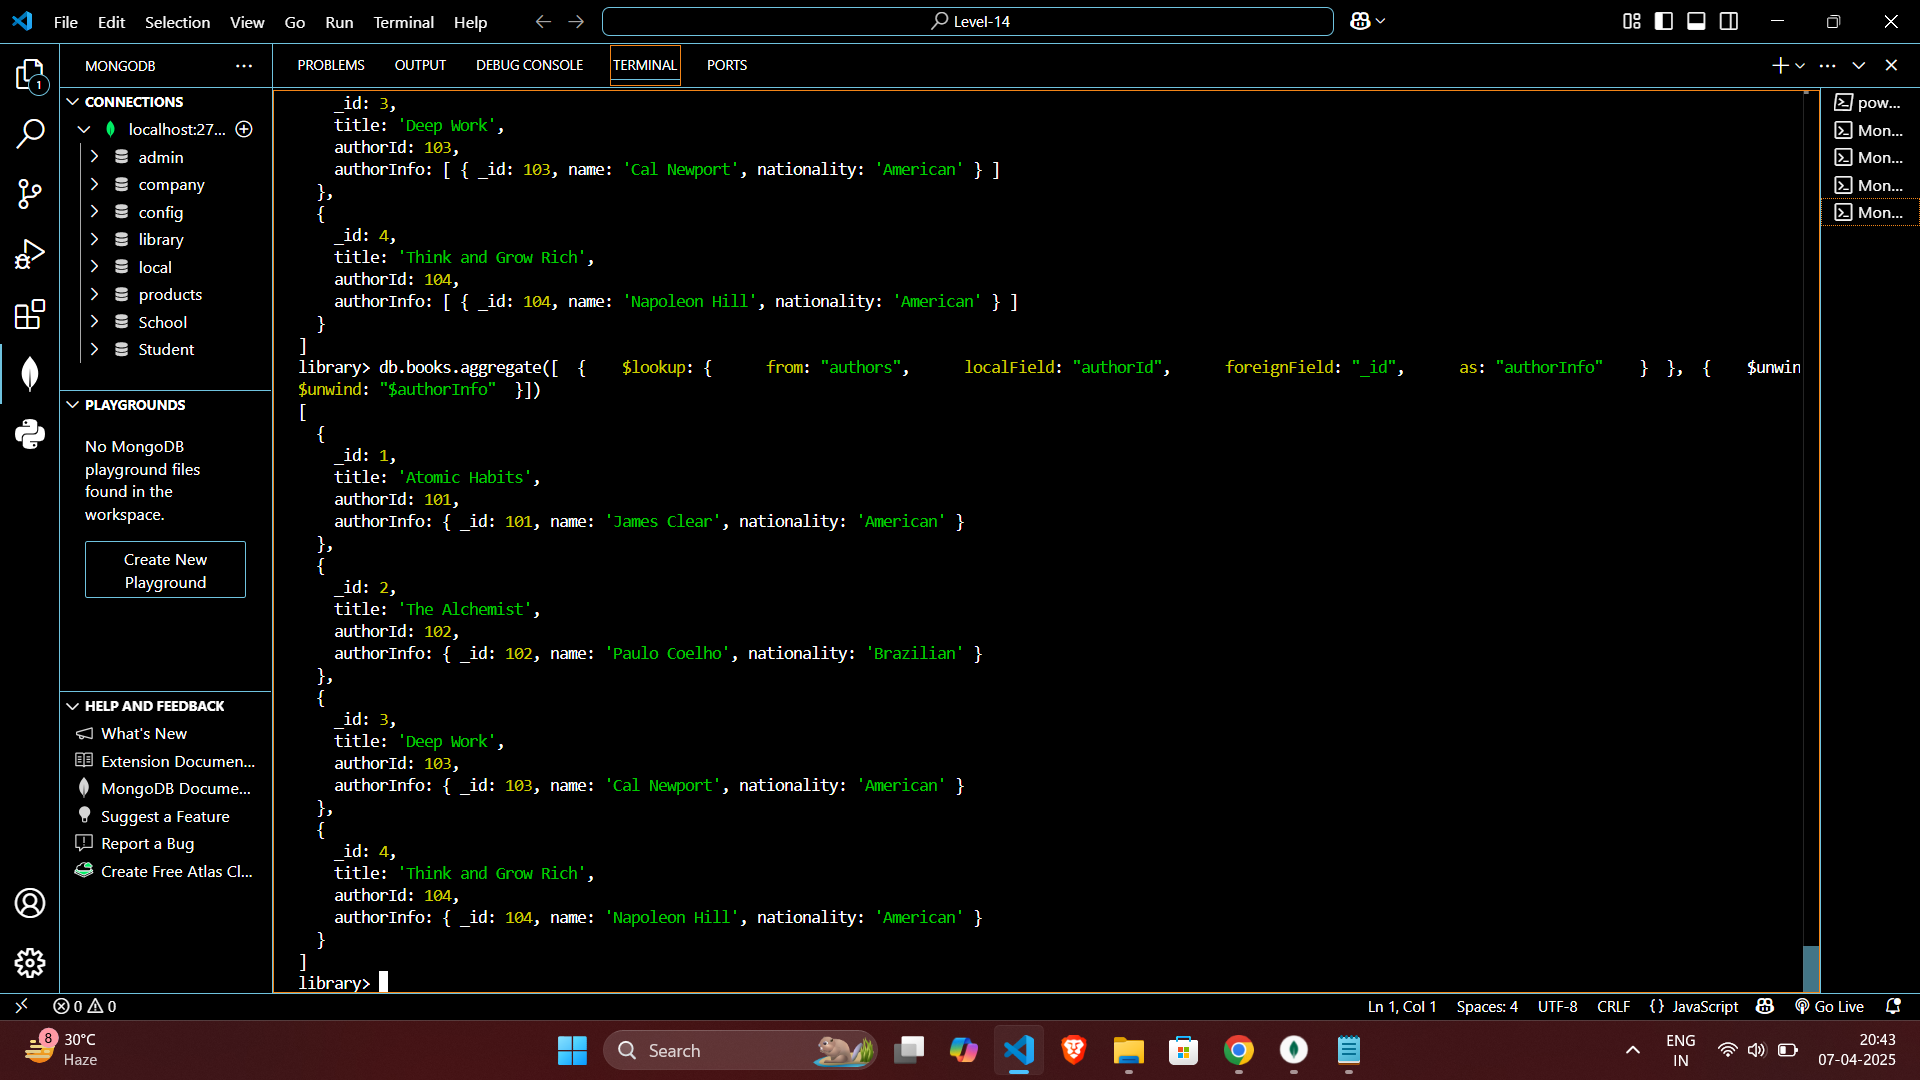 File Edit Selection View Go Run Terminal Help
Level-14
MONGODB
PROBLEMS OUTPUT DEBUG CONSOLE TERMINAL PORTS
1
CONNECTIONS
localhost:27...
admin
company
config
library
local
products
School
Student
PLAYGROUNDS
No MongoDB
playground files
found in the
workspace.
Create New
Playground
HELP AND FEEDBACK
What's New
Extension Documen...
MongoDB Docume...
Suggest a Feature
Report a Bug
Create Free Atlas Cl...
_id: 3,
title: 'Deep Work',
authorId: 103,
authorInfo: [ { _id: 103, name: 'Cal Newport', nationality: 'American' } ]
},
{
_id: 4,
title: 'Think and Grow Rich',
authorId: 104,
authorInfo: [ { _id: 104, name: 'Napoleon Hill', nationality: 'American' } ]
}
]
library> db.books.aggregate([ { $lookup: { from: "authors", localField: "authorId", foreignField: "_id", as: "authorInfo" } }, { $unwin
$unwind: "$authorInfo" }])
[
{
_id: 1,
title: 'Atomic Habits',
authorId: 101,
authorInfo: { _id: 101, name: 'James Clear', nationality: 'American' }
},
{
_id: 2,
title: 'The Alchemist',
authorId: 102,
authorInfo: { _id: 102, name: 'Paulo Coelho', nationality: 'Brazilian' }
},
{
_id: 3,
title: 'Deep Work',
authorId: 103,
authorInfo: { _id: 103, name: 'Cal Newport', nationality: 'American' }
},
{
_id: 4,
title: 'Think and Grow Rich',
authorId: 104,
authorInfo: { _id: 104, name: 'Napoleon Hill', nationality: 'American' }
}
]
library>
pow...
Mon...
Mon...
Mon...
Mon...
0 0
Ln 1, Col 1 Spaces: 4 UTF-8 CRLF {} JavaScript Go Live
8
30°C
Haze
Search
ENG
IN
20:43
07-04-2025